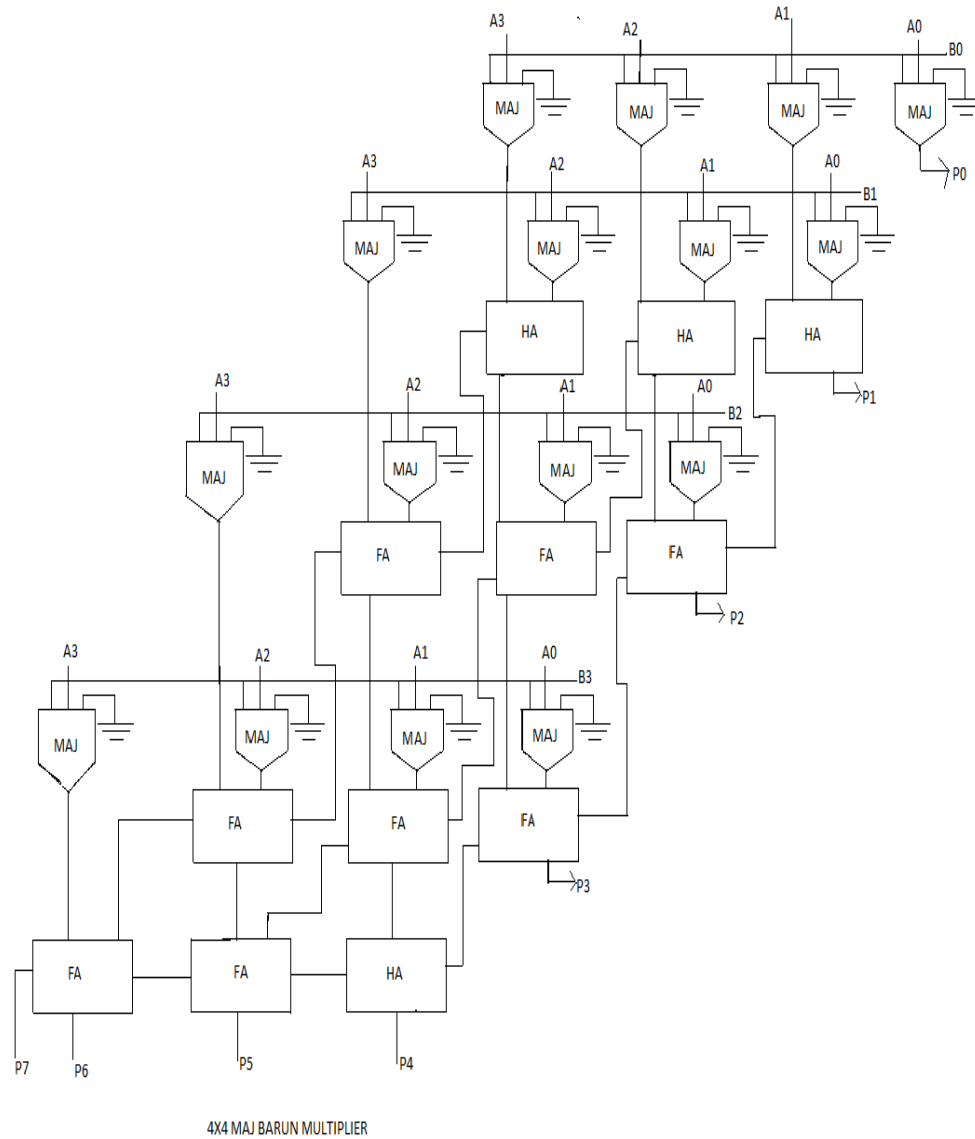 A3 A2 A1 A0
B0
MAJ MAJ MAJ MAJ
P0
A3 A2 A1 A0
B1
MAJ MAJ MAJ MAJ
HA HA HA
P1
A3 A2 A1 A0
B2
MAJ MAJ MAJ MAJ
FA FA FA
P2
A3 A2 A1 A0
B3
MAJ MAJ MAJ MAJ
FA FA FA
P3
FA FA HA
P7 P6 P5 P4
4X4 MAJ BARUN MULTIPLIER